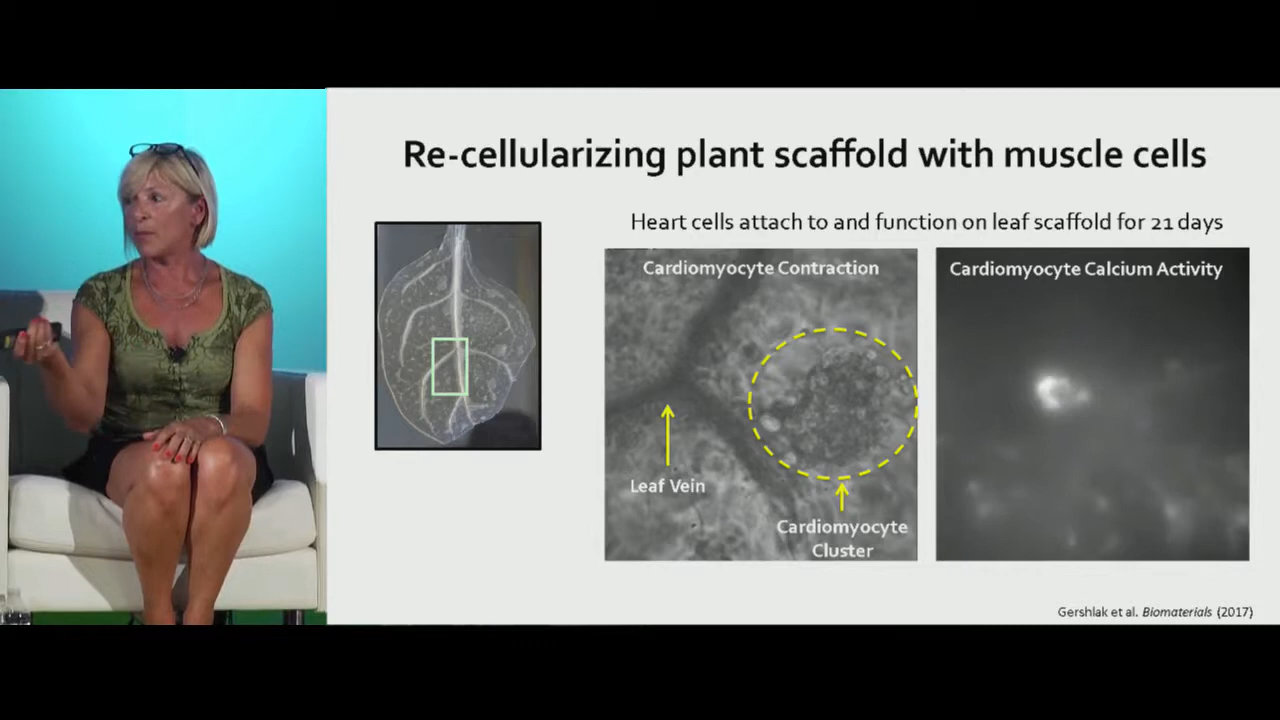 Re-cellularizing plant scaffold with muscle cells
Heart cells attach to and function on leaf scaffold for 21 days
Cardiomyocyte Contraction
Cardiomyocyte Calcium Activity
Leaf Vein
Cardiomyocyte
Cluster
Gershlak et al. Biomaterials (2017)